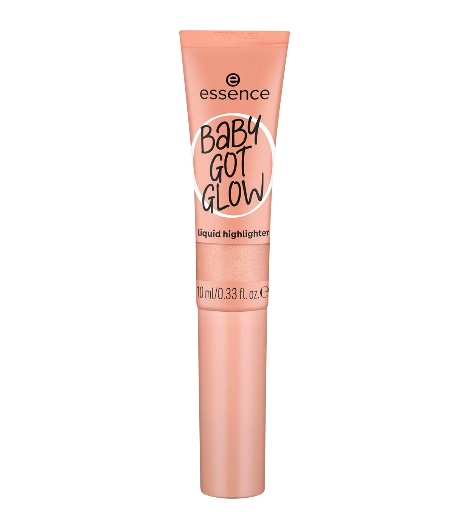 essence
BABY
GOT
GLOW
liquid highlighter
10 ml/0.33 fl. oz. ℮